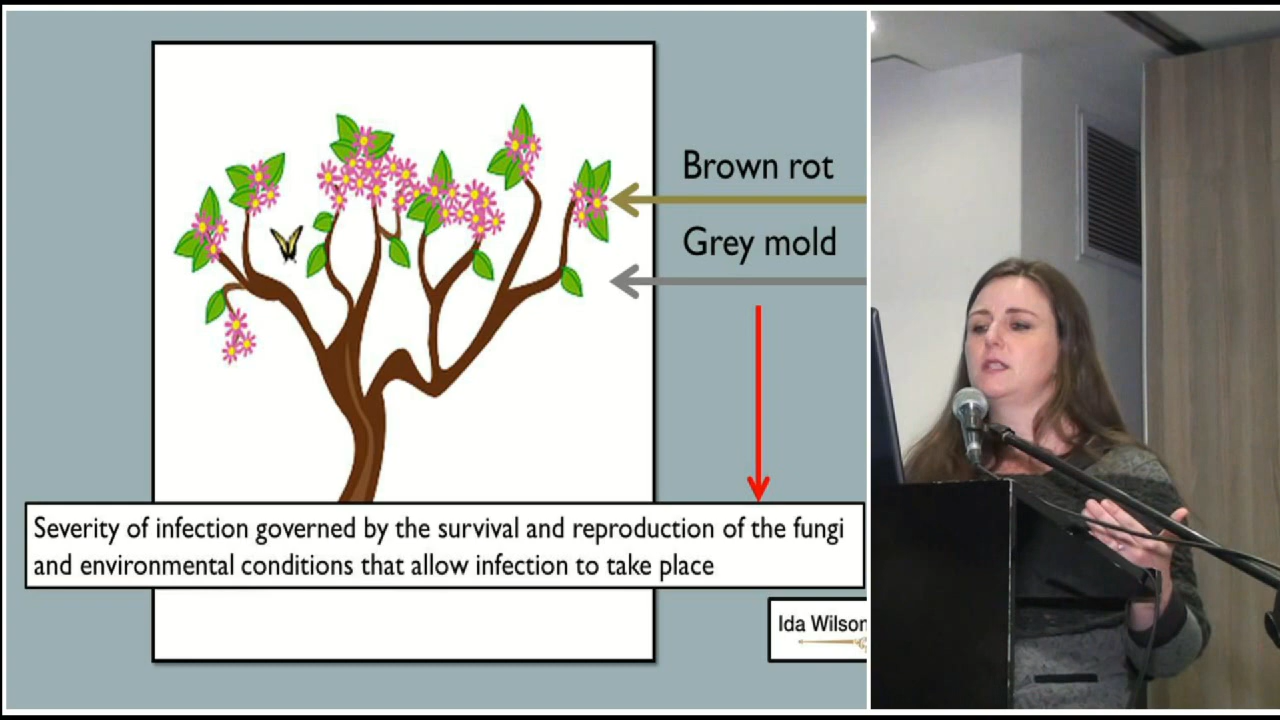 Brown rot
Grey mold
Severity of infection governed by the survival and reproduction of the fungi
and environmental conditions that allow infection to take place
Ida Wilson